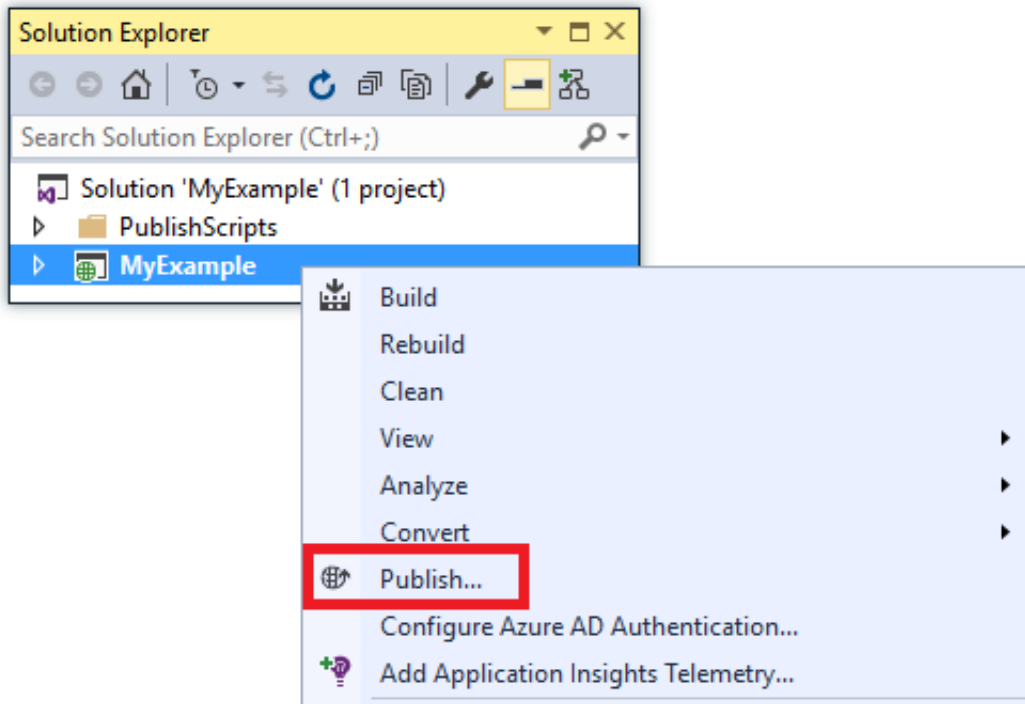 Solution Explorer
Search Solution Explorer (Ctrl+;)
Solution 'MyExample' (1 project)
PublishScripts
MyExample
Build
Rebuild
Clean
View
Analyze
Convert
Publish...
Configure Azure AD Authentication...
Add Application Insights Telemetry...